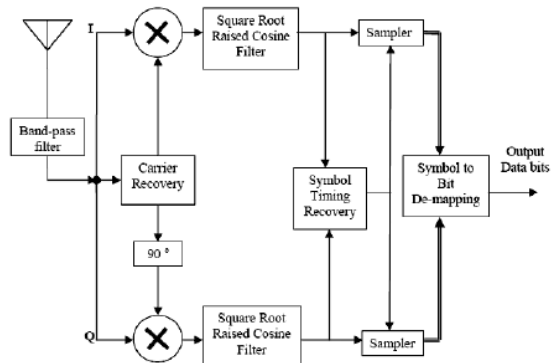 I
Square Root
Raised Cosine
Filter
Sampler
Band-pass
filter
Carrier
Recovery
Symbol
Timing
Recovery
Symbol to
Bit
De-mapping
Output
Data bits
90 °
Q
Square Root
Raised Cosine
Filter
Sampler